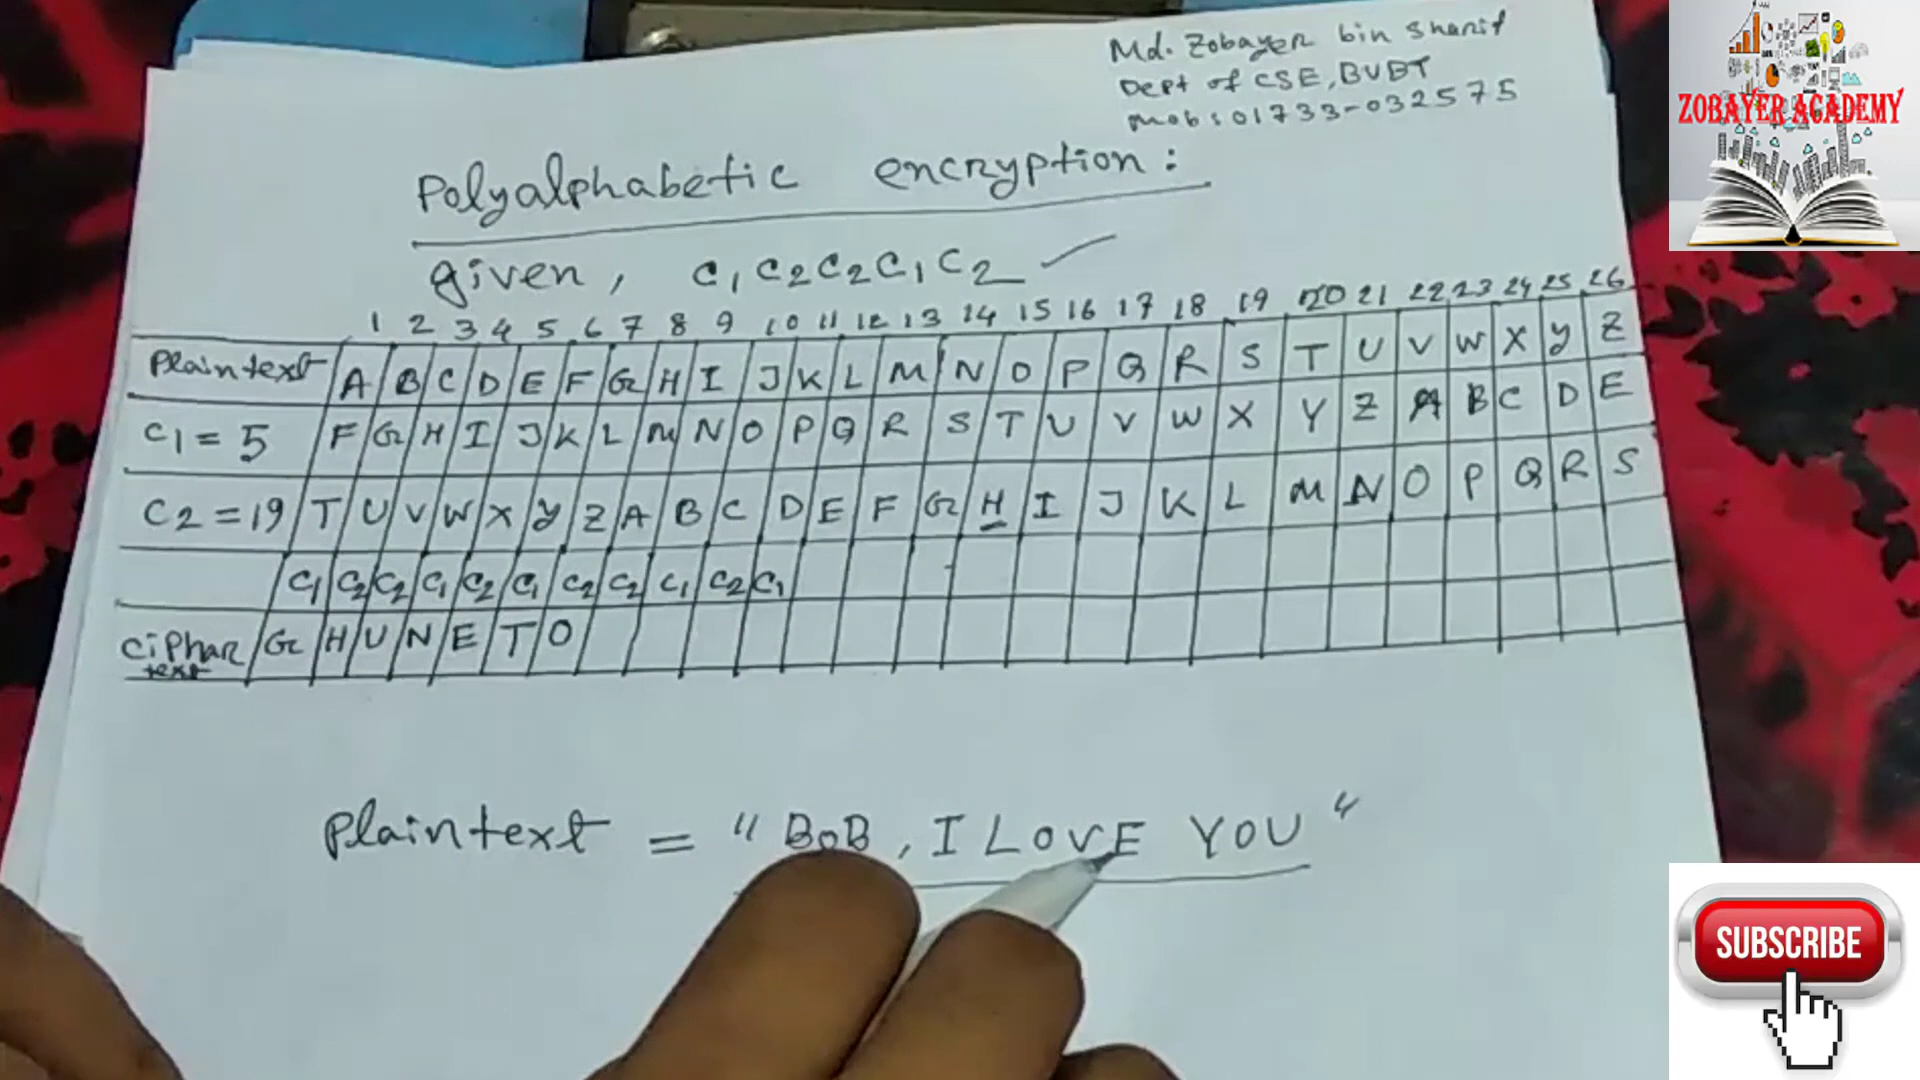 Md. Zobayer bin Sharif
Dept of CSE, BUBT
Mob: 01733-032575
ZOBAYER ACADEMY
Polyalphabetic encryption:
given, C1 C2 C2 C1 C2
1 2 3 4 5 6 7 8 9 10 11 12 13 14 15 16 17 18 19 20 21 22 23 24 25 26
Plaintext A B C D E F G H I J K L M N O P Q R S T U V W X Y Z
C1 = 5 F G H I J K L M N O P Q R S T U V W X Y Z A B C D E
C2 = 19 T U V W X Y Z A B C D E F G H I J K L M N O P Q R S
C1 C2 C2 C1 C2 C1 C2 C2 C1 C2 C1
Ciphar text G H U N E T O
Plaintext = "BOB, I LOVE YOU"
SUBSCRIBE